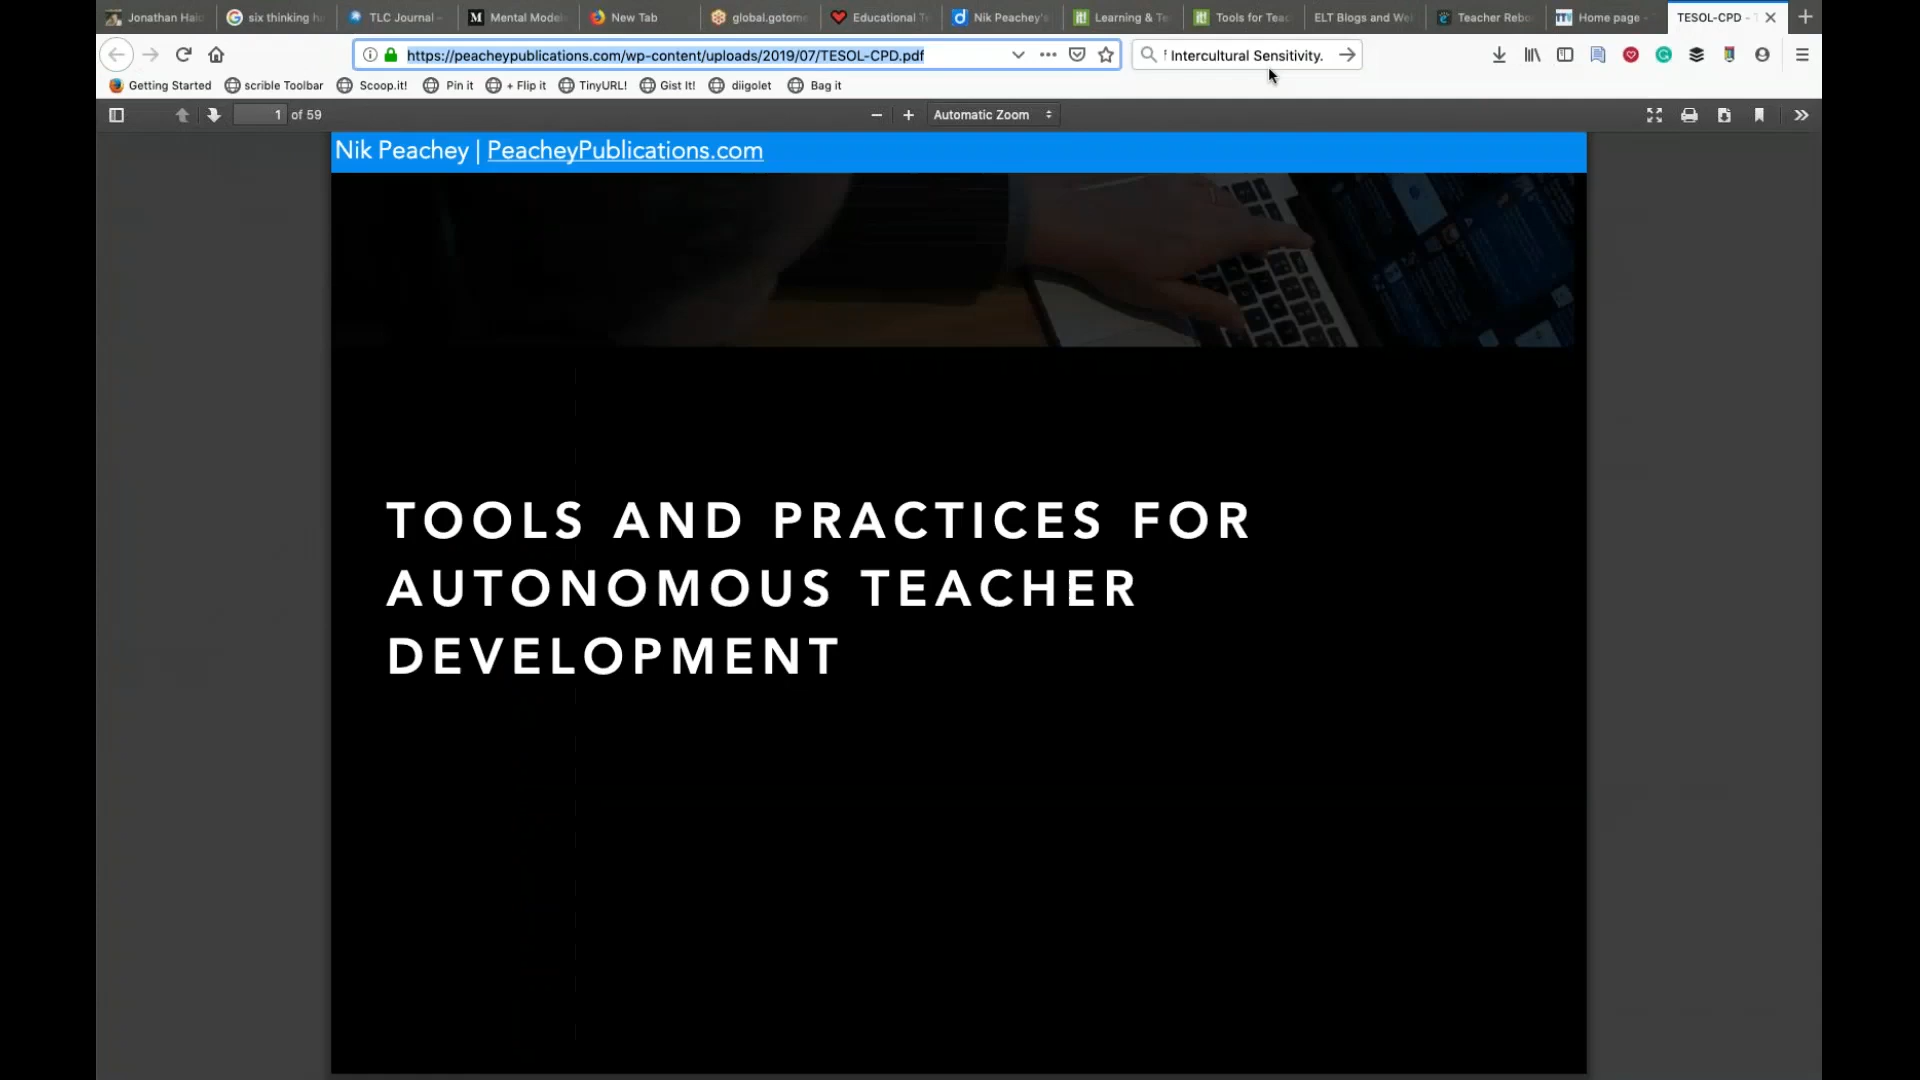 Jonathan Hai
six thinking h
TLC Journal -
Mental Model
New Tab
global.gotom
Educational T
Nik Peachey'
Learning & Te
Tools for Teac
ELT Blogs and We
Teacher Rebo
Home page -
TESOL-CPD -
https://peacheypublications.com/wp-content/uploads/2019/07/TESOL-CPD.pdf
Intercultural Sensitivity.
Getting Started
scrible Toolbar
Scoop.it!
Pin it
+ Flip it
TinyURL!
Gist It!
diigolet
Bag it
1 of 59
Automatic Zoom
Nik Peachey | PeacheyPublications.com
TOOLS AND PRACTICES FOR
AUTONOMOUS TEACHER
DEVELOPMENT